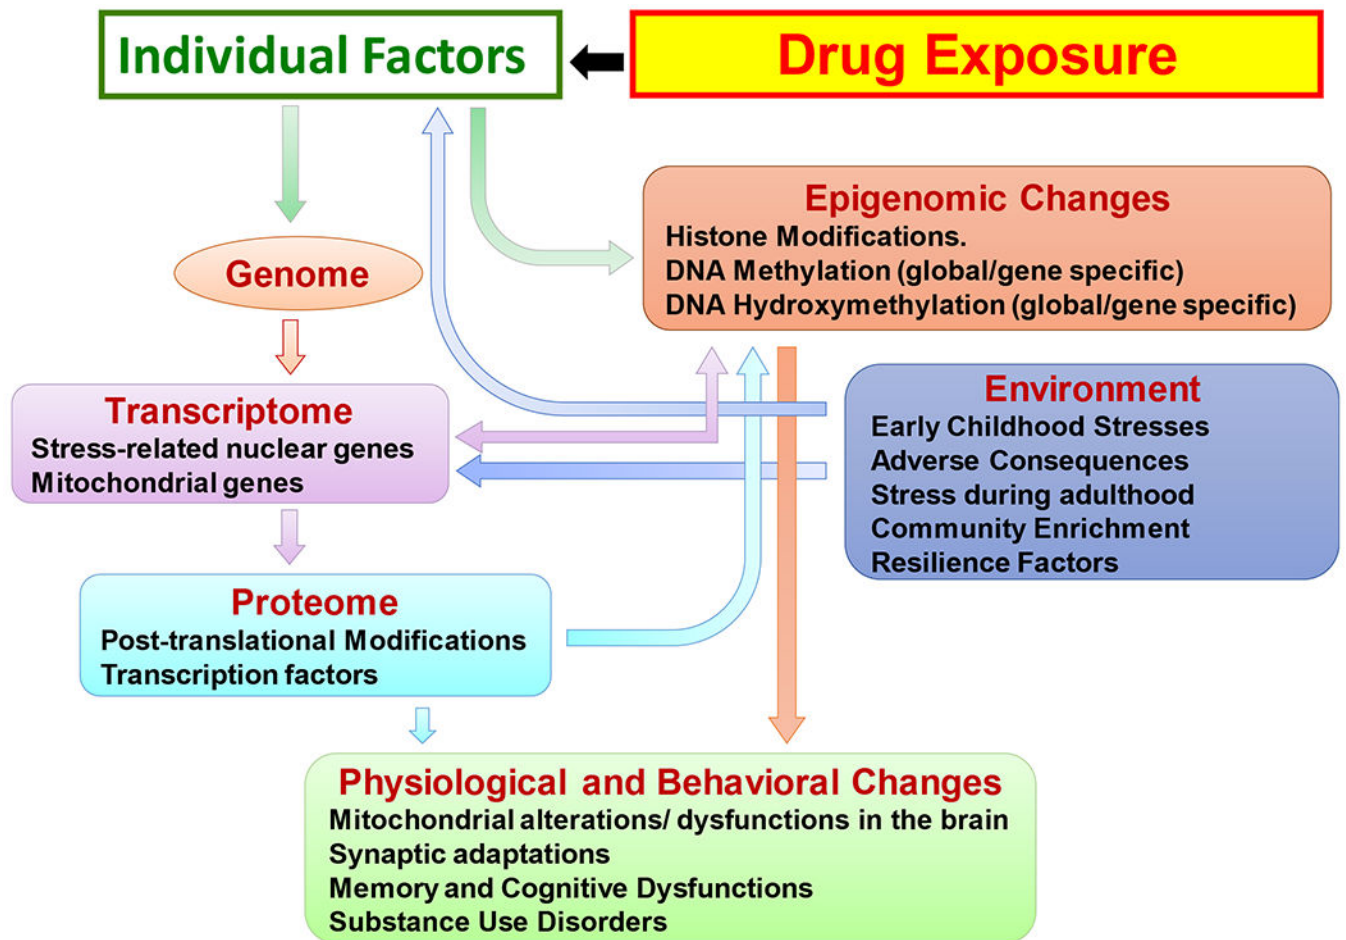 Individual Factors
Drug Exposure
Epigenomic Changes
Histone Modifications.
DNA Methylation (global/gene specific)
DNA Hydroxymethylation (global/gene specific)
Genome
Transcriptome
Stress-related nuclear genes
Mitochondrial genes
Environment
Early Childhood Stresses
Adverse Consequences
Stress during adulthood
Community Enrichment
Resilience Factors
Proteome
Post-translational Modifications
Transcription factors
Physiological and Behavioral Changes
Mitochondrial alterations/ dysfunctions in the brain
Synaptic adaptations
Memory and Cognitive Dysfunctions
Substance Use Disorders